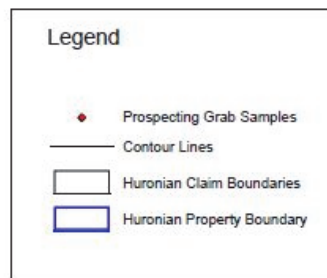 Legend
Prospecting Grab Samples
Contour Lines
Huronian Claim Boundaries
Huronian Property Boundary